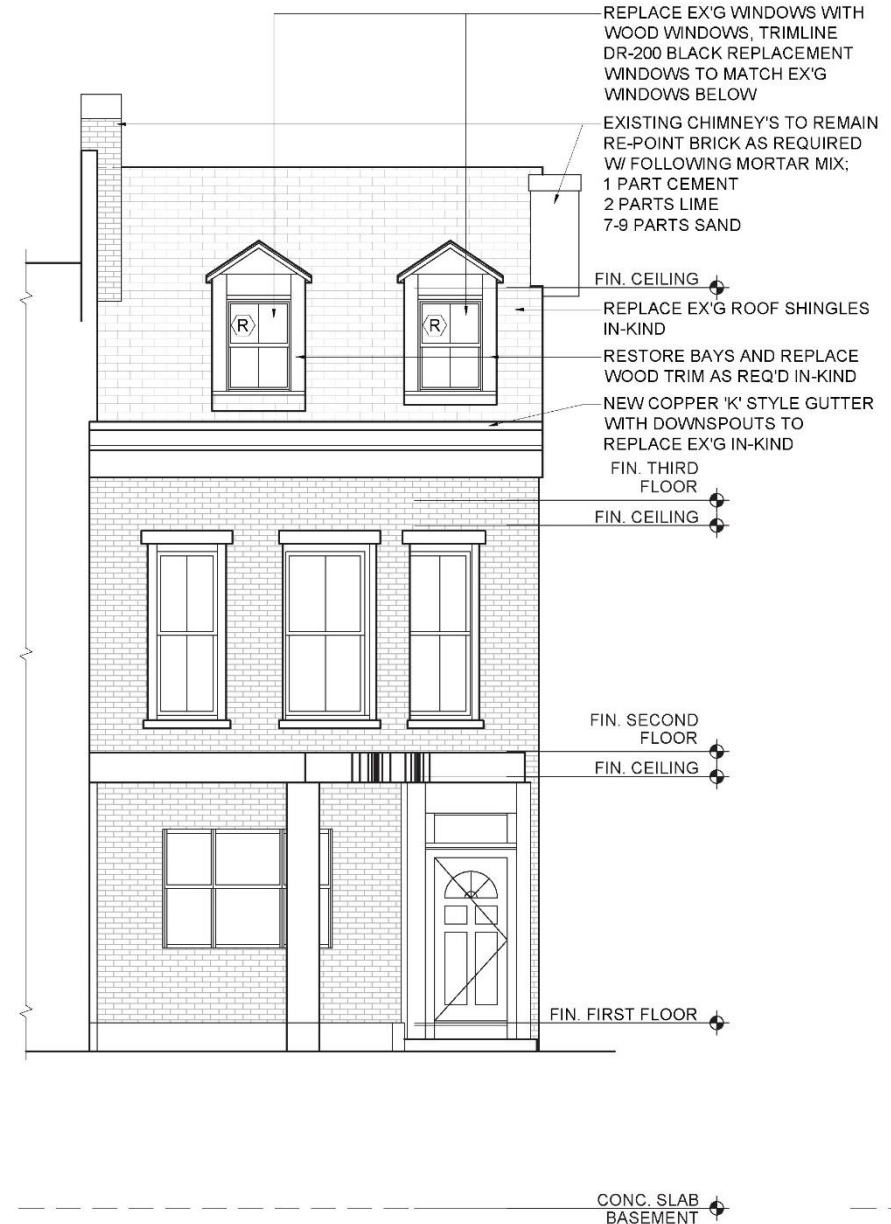 REPLACE EX'G WINDOWS WITH
WOOD WINDOWS, TRIMLINE
DR-200 BLACK REPLACEMENT
WINDOWS TO MATCH EX'G
WINDOWS BELOW
EXISTING CHIMNEY'S TO REMAIN
RE-POINT BRICK AS REQUIRED
W/ FOLLOWING MORTAR MIX;
1 PART CEMENT
2 PARTS LIME
7-9 PARTS SAND
FIN. CEILING
REPLACE EX'G ROOF SHINGLES
IN-KIND
R
R
RESTORE BAYS AND REPLACE
WOOD TRIM AS REQ'D IN-KIND
NEW COPPER 'K' STYLE GUTTER
WITH DOWNSPOUTS TO
REPLACE EX'G IN-KIND
FIN. THIRD
FLOOR
FIN. CEILING
FIN. SECOND
FLOOR
FIN. CEILING
FIN. FIRST FLOOR
CONC. SLAB
BASEMENT